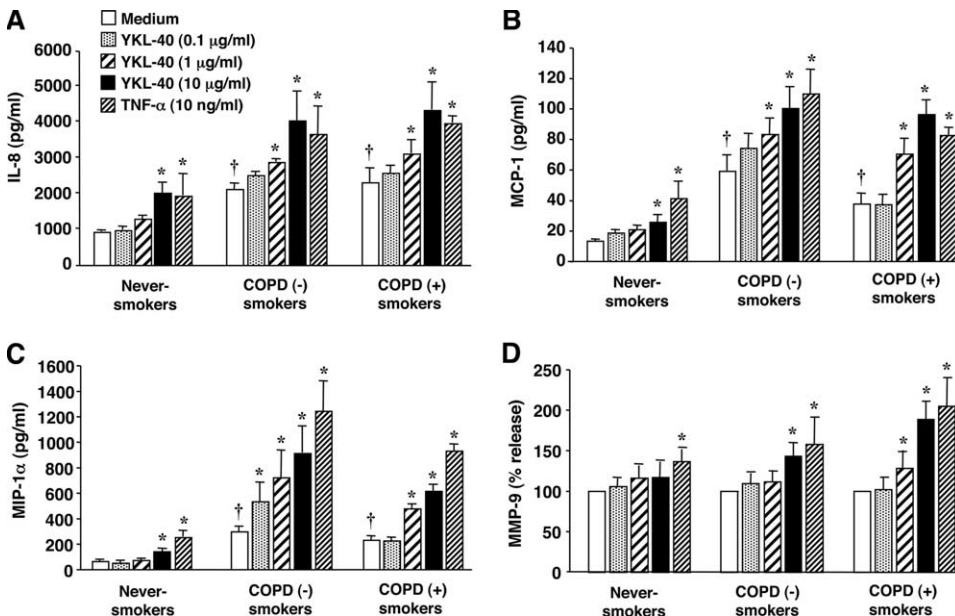 A
Medium
YKL-40 (0.1 μg/ml)
YKL-40 (1 μg/ml)
YKL-40 (10 μg/ml)
TNF-α (10 ng/ml)
IL-8 (pg/ml)
6000
5000
4000
3000
2000
1000
0
† * * * * * † * * *
Never-
smokers
COPD (-)
smokers
COPD (+)
smokers
B
MCP-1 (pg/ml)
160
140
120
100
80
60
40
20
0
* * † * * * † * * *
Never-
smokers
COPD (-)
smokers
COPD (+)
smokers
C
MIP-1α (pg/ml)
1600
1400
1200
1000
800
600
400
200
0
* * † * * * * † * * *
Never-
smokers
COPD (-)
smokers
COPD (+)
smokers
D
MMP-9 (% release)
250
200
150
100
50
0
* * * * * *
Never-
smokers
COPD (-)
smokers
COPD (+)
smokers